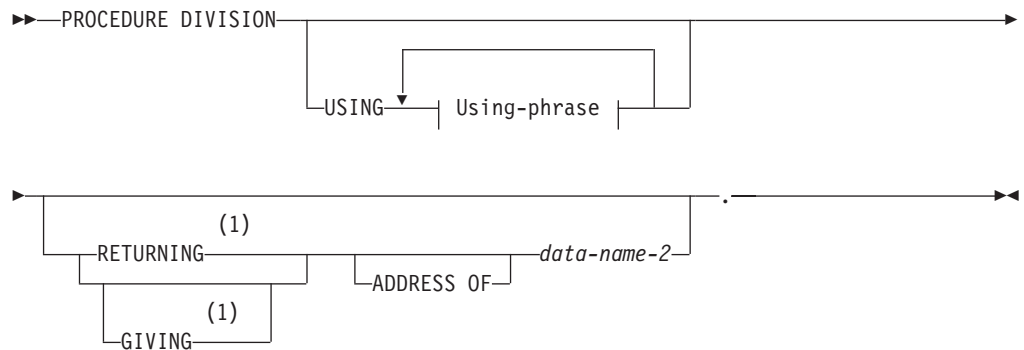 PROCEDURE DIVISION
USING
Using-phrase
(1)
RETURNING
data-name-2
ADDRESS OF
(1)
GIVING
.